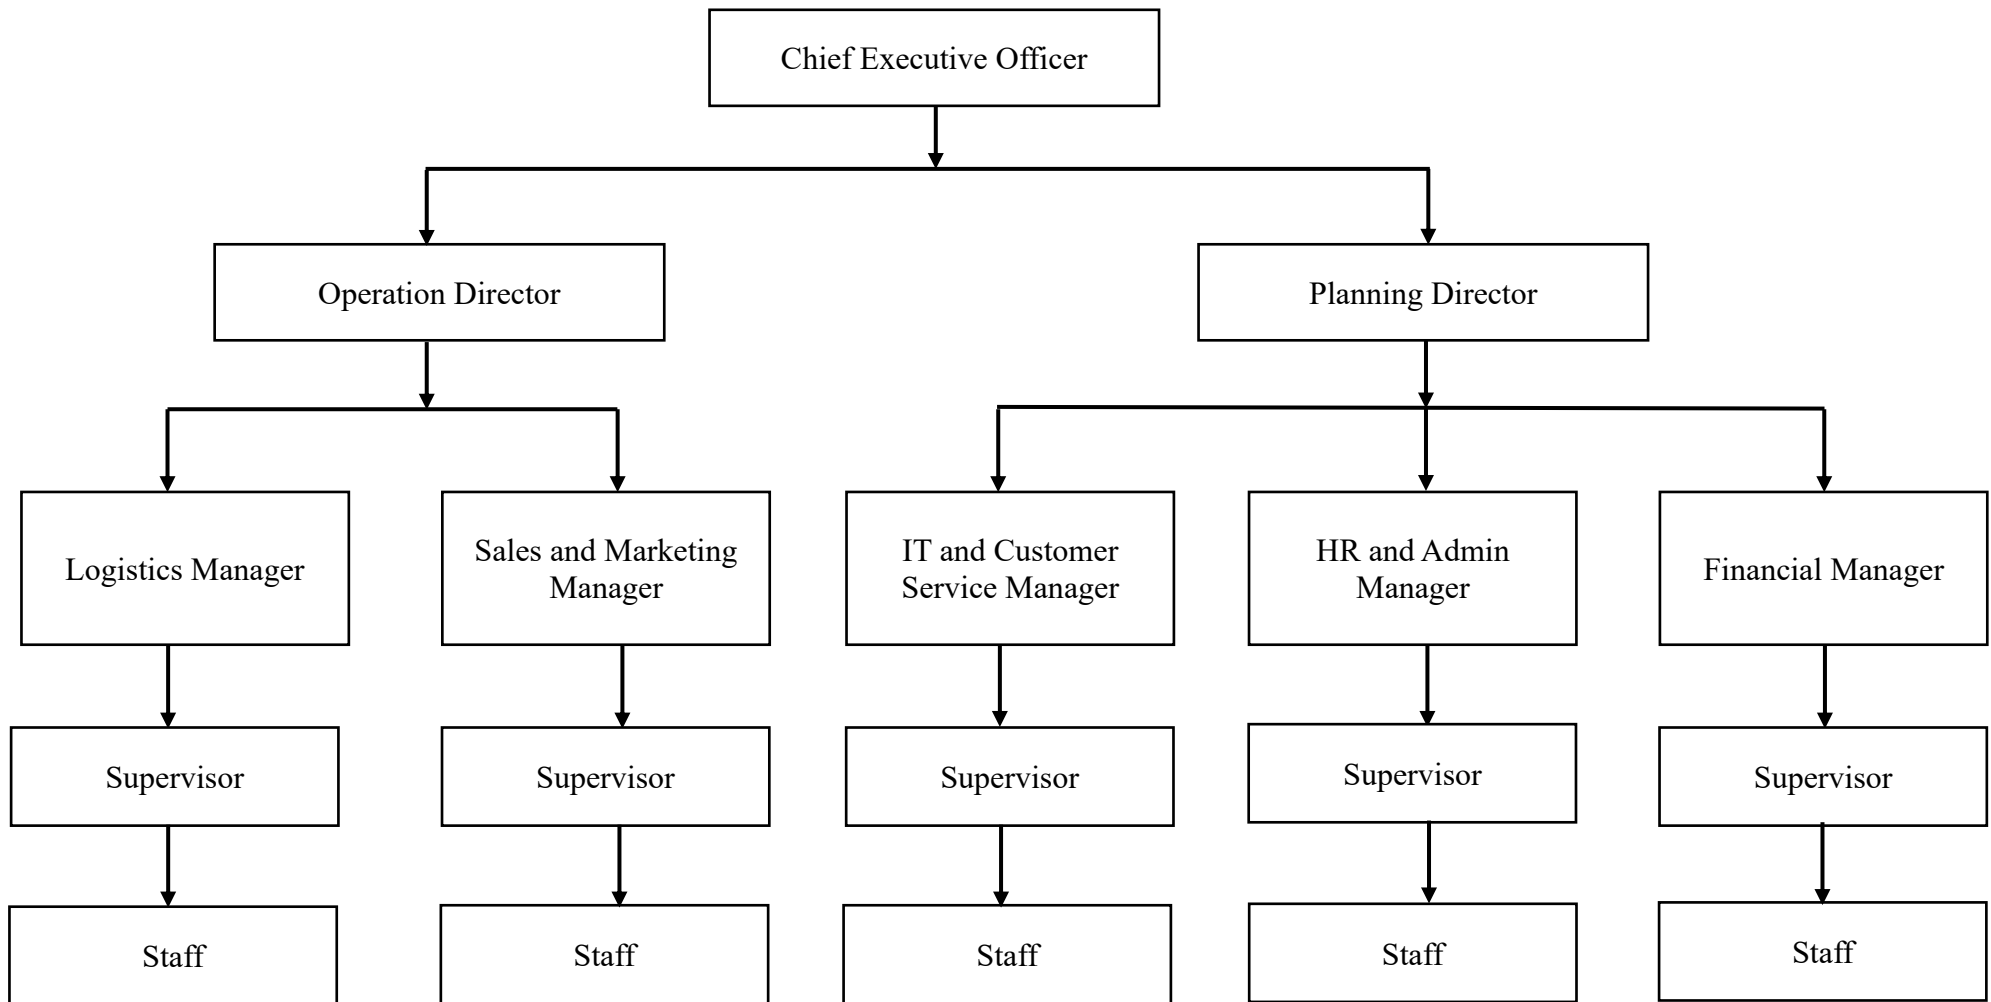 Chief Executive Officer
Operation Director
Planning Director
Logistics Manager
Sales and Marketing
Manager
IT and Customer
Service Manager
HR and Admin
Manager
Financial Manager
Supervisor
Supervisor
Supervisor
Supervisor
Supervisor
Staff
Staff
Staff
Staff
Staff